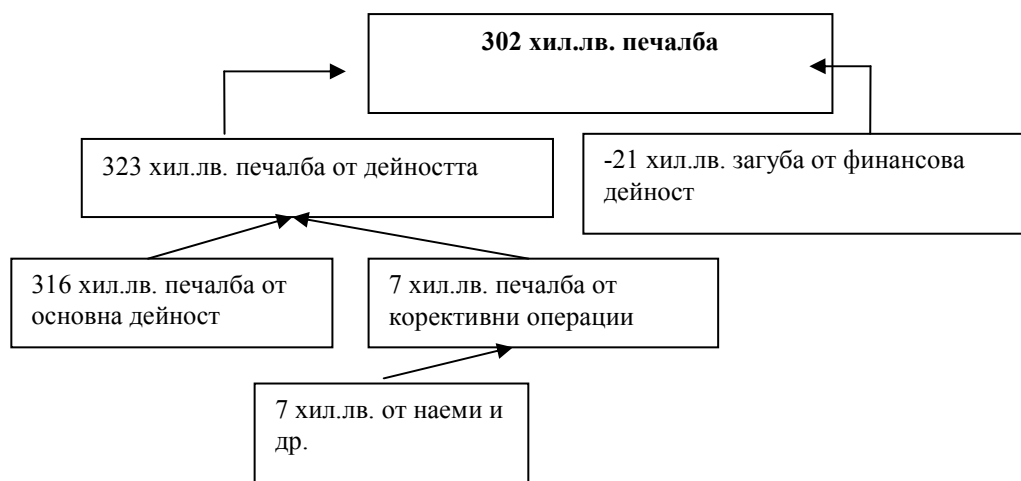 302 хил.лв. печалба
323 хил.лв. печалба от дейността
-21 хил.лв. загуба от финансова
дейност
316 хил.лв. печалба от
основна дейност
7 хил.лв. печалба от
корективни операции
7 хил.лв. от наеми и
др.